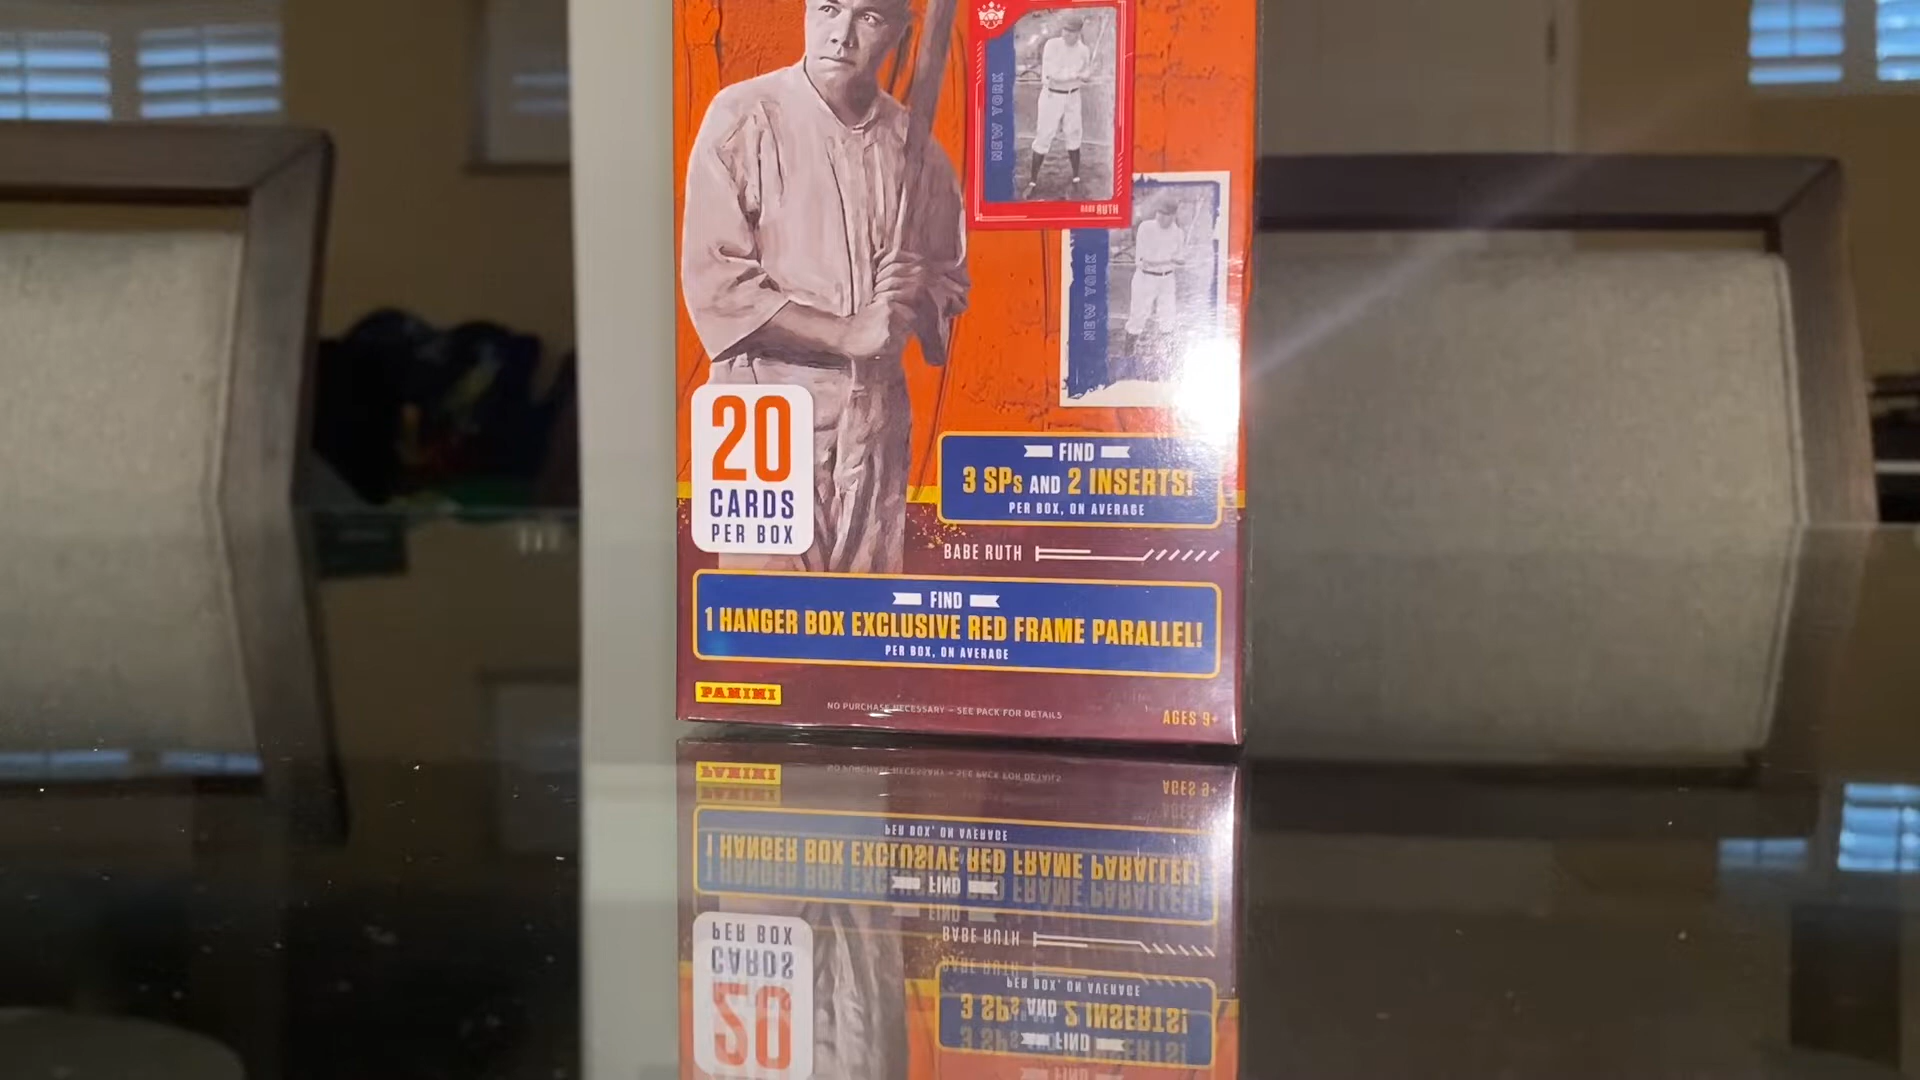 NEW YORK
BABE RUTH
NEW YORK
20
CARDS
PER BOX
FIND
3 SPs AND 2 INSERTS!
PER BOX, ON AVERAGE
BABE RUTH
FIND
1 HANGER BOX EXCLUSIVE RED FRAME PARALLEL!
PER BOX, ON AVERAGE
PANINI
NO PURCHASE NECESSARY – SEE PACK FOR DETAILS
AGES 9+